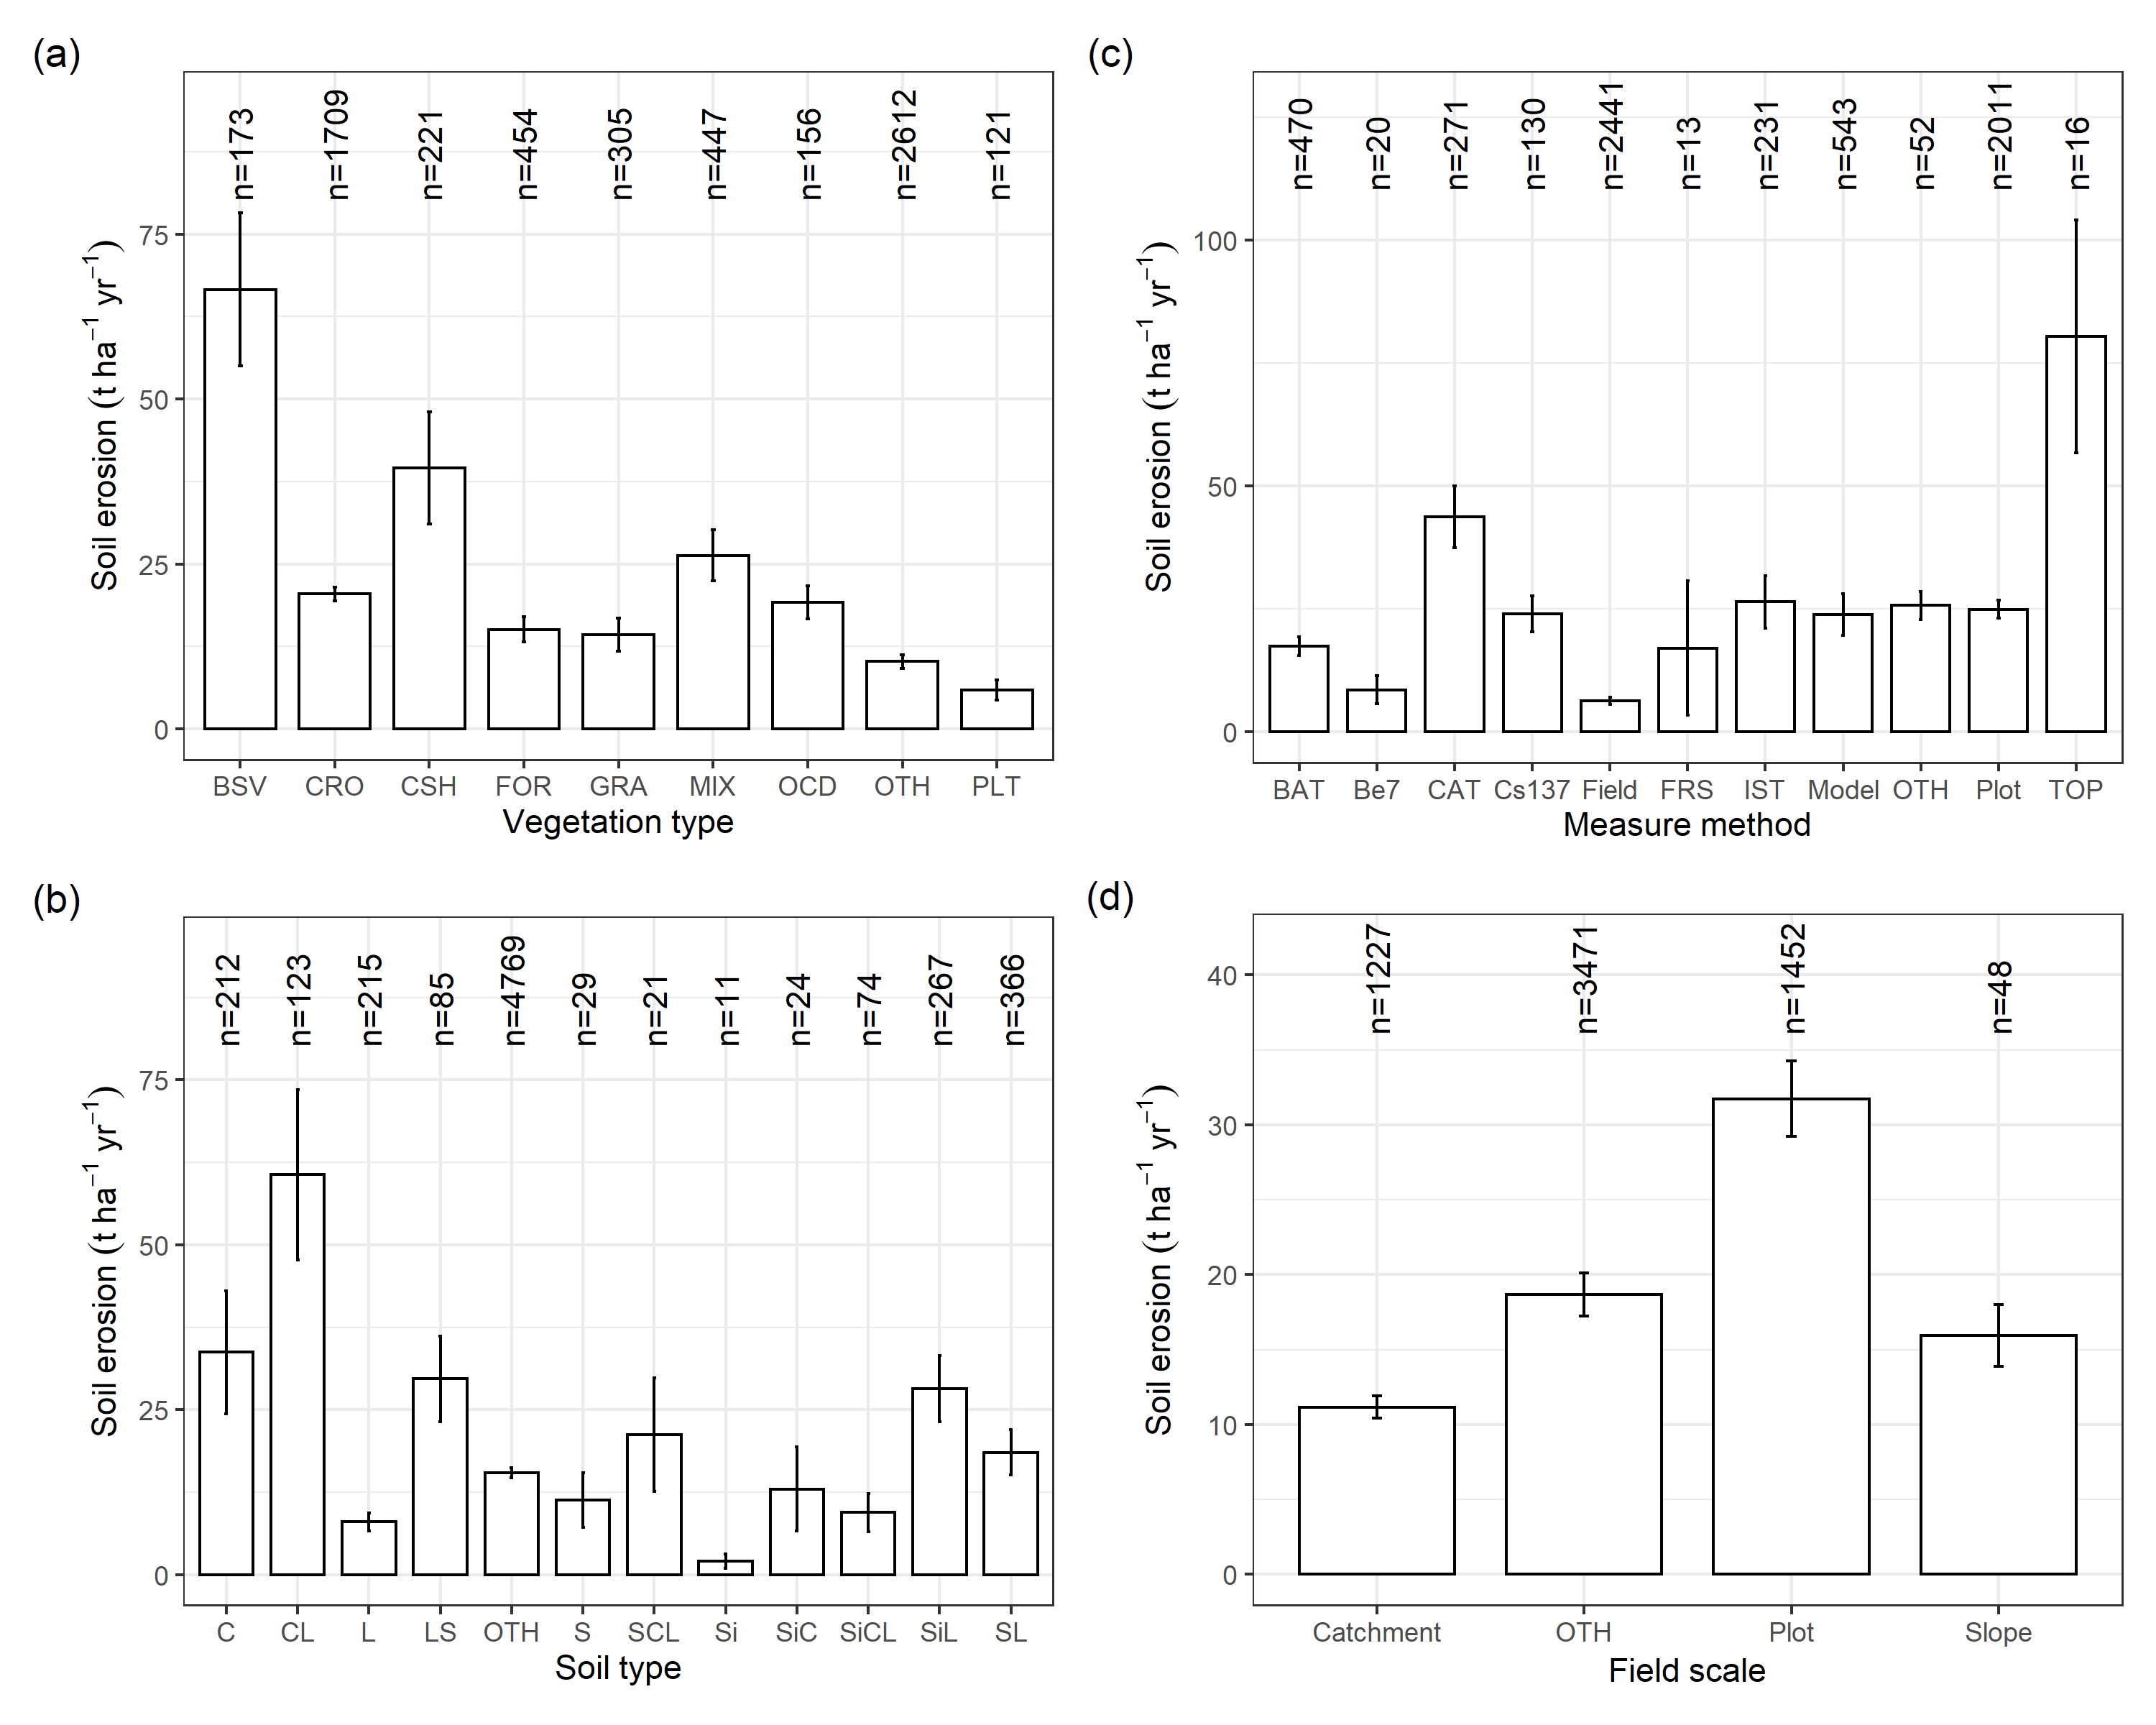 (a)
n=173 n=1709 n=221 n=454 n=305 n=447 n=156 n=2612 n=121
75
50
25
0
Soil erosion (t ha⁻¹ yr⁻¹)
BSV CRO CSH FOR GRA MIX OCD OTH PLT
Vegetation type
(b)
n=212 n=123 n=215 n=85 n=4769 n=29 n=21 n=11 n=24 n=74 n=267 n=366
75
50
25
0
Soil erosion (t ha⁻¹ yr⁻¹)
C CL L LS OTH S SCL Si SiC SiCL SiL SL
Soil type
(c)
n=470 n=20 n=271 n=130 n=2441 n=13 n=231 n=543 n=52 n=2011 n=16
100
50
0
Soil erosion (t ha⁻¹ yr⁻¹)
BAT Be7 CAT Cs137 Field FRS IST Model OTH Plot TOP
Measure method
(d)
n=1227 n=3471 n=1452 n=48
40
30
20
10
0
Soil erosion (t ha⁻¹ yr⁻¹)
Catchment OTH Plot Slope
Field scale